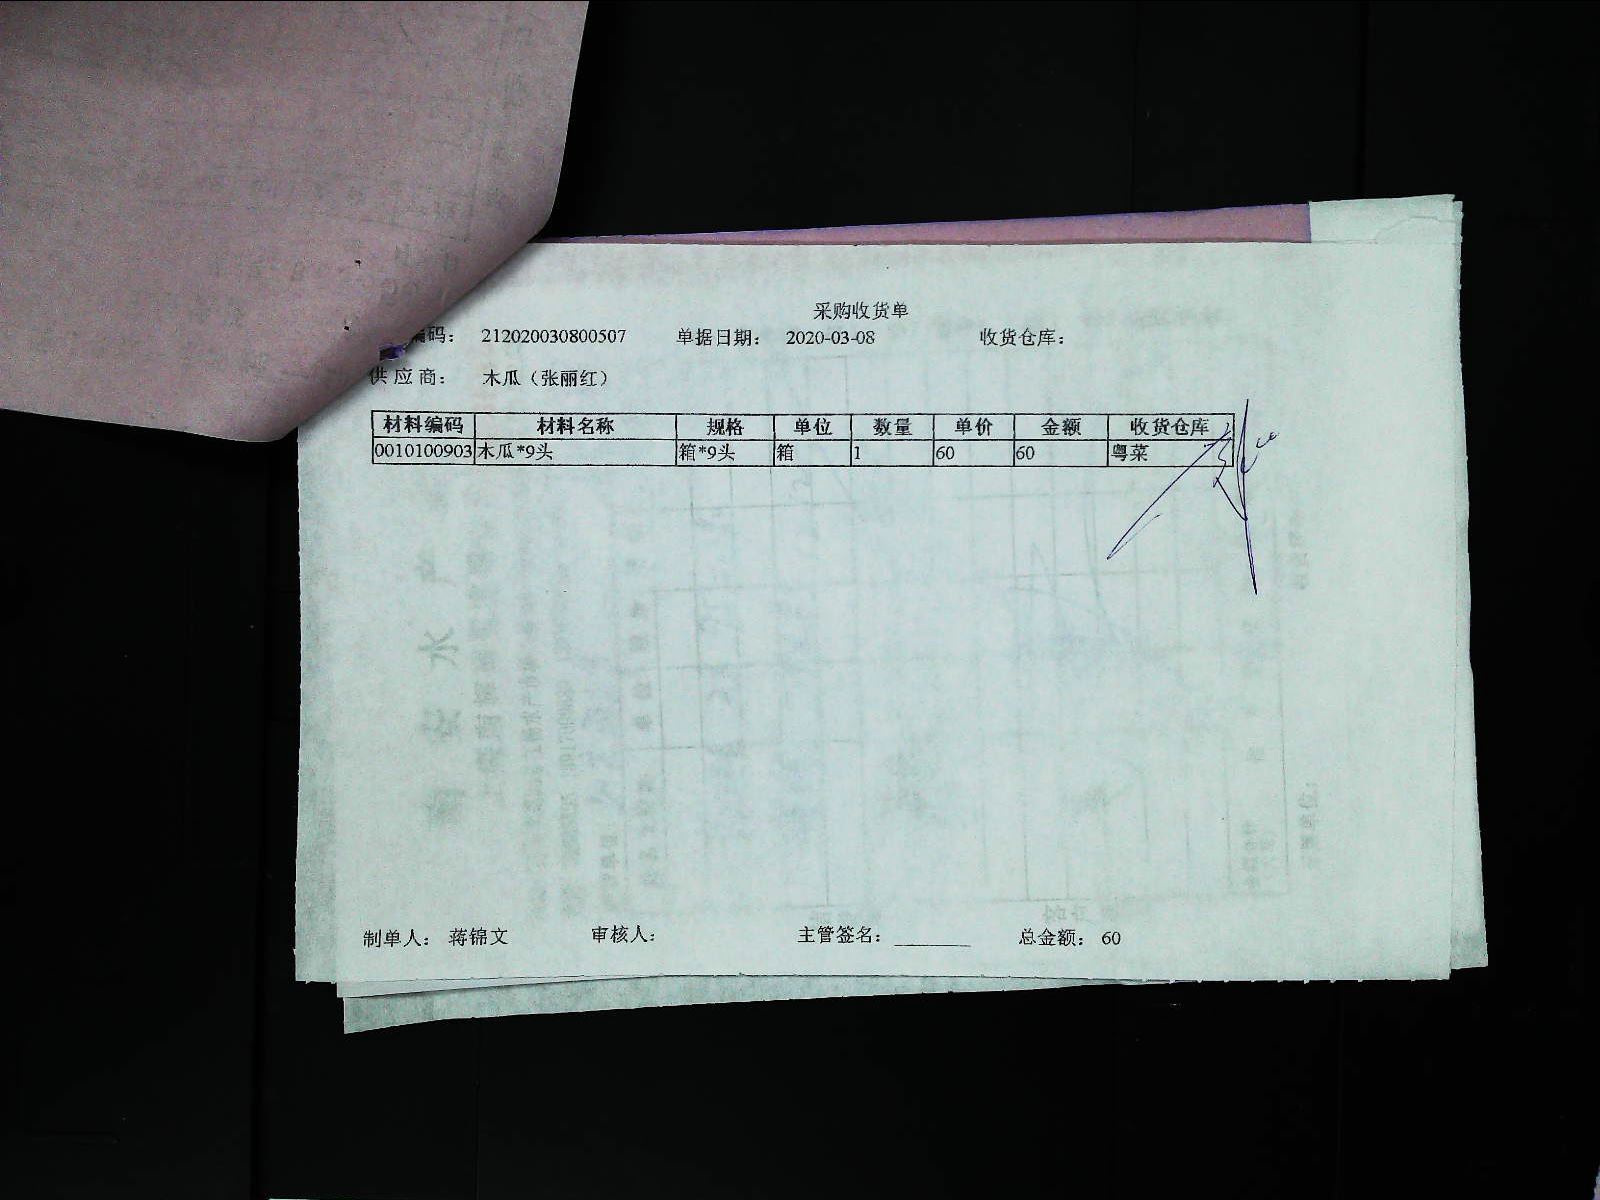 采购收货单
编码： 212020030800507 单据日期： 2020-03-08 收货仓库：
供应商： 木瓜（张丽红）
材料编码 材料名称 规格 单位 数量 单价 金额 收货仓库
0010100903 木瓜*9头 箱*9头 箱 1 60 60 粤菜
制单人： 蒋锦文 审核人： 主管签名： ________ 总金额： 60